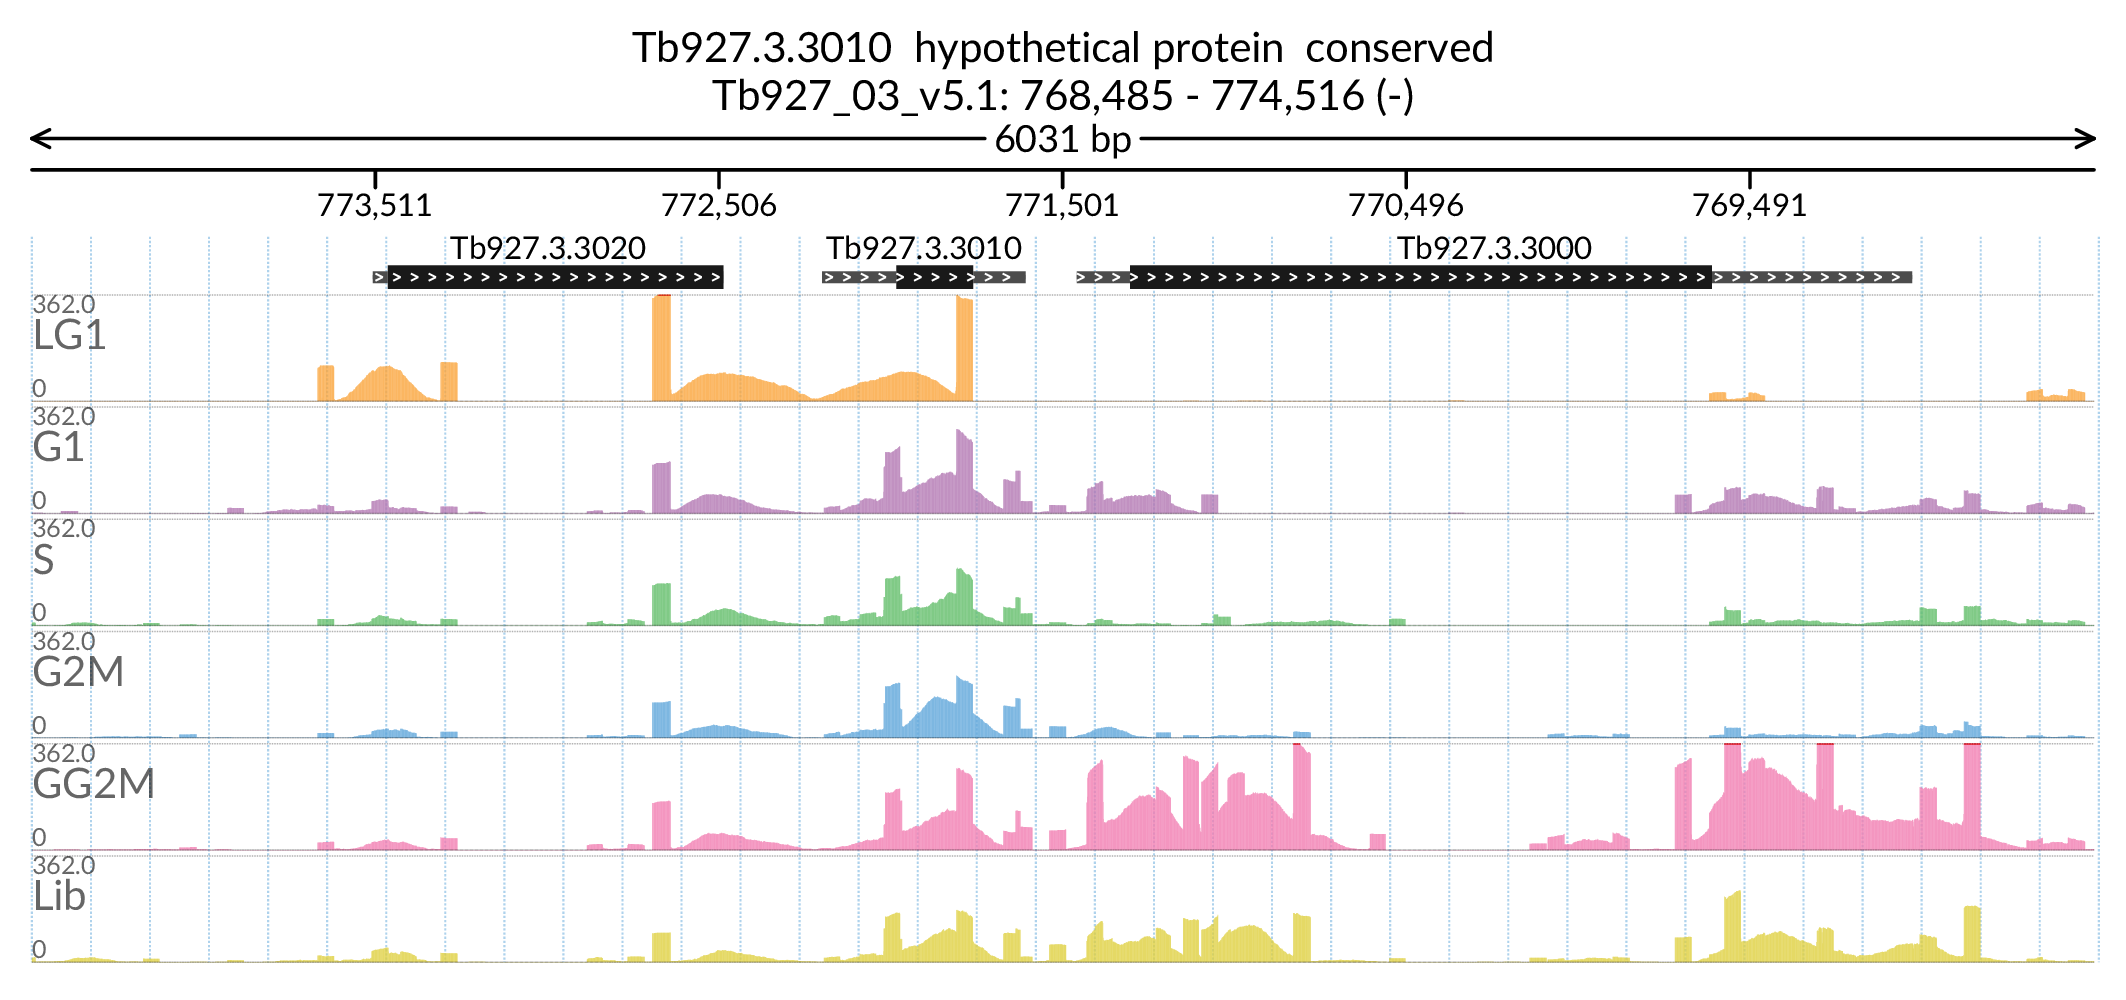 Tb927.3.3010  hypothetical protein  conserved
Tb927_03_v5.1: 768,485 - 774,516 (-)
6031 bp
773,511 772,506 771,501 770,496 769,491
Tb927.3.3020 Tb927.3.3010 Tb927.3.3000
362.0
LG1
0
362.0
G1
0
362.0
S
0
362.0
G2M
0
362.0
GG2M
0
362.0
Lib
0